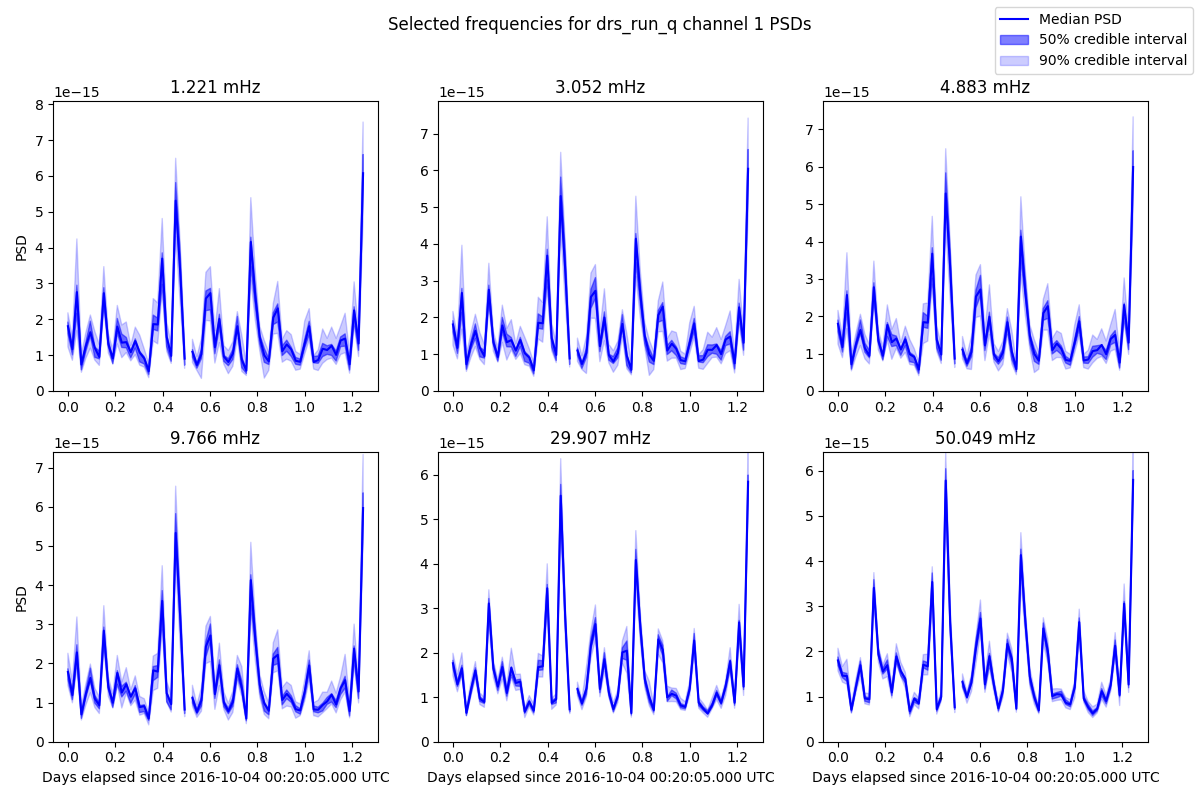 Selected frequencies for drs_run_q channel 1 PSDs
Median PSD
50% credible interval
90% credible interval
1.221 mHz
1e−15
PSD
8
7
6
5
4
3
2
1
0
0.0 0.2 0.4 0.6 0.8 1.0 1.2
3.052 mHz
1e−15
7
6
5
4
3
2
1
0
0.0 0.2 0.4 0.6 0.8 1.0 1.2
4.883 mHz
1e−15
7
6
5
4
3
2
1
0
0.0 0.2 0.4 0.6 0.8 1.0 1.2
9.766 mHz
1e−15
PSD
7
6
5
4
3
2
1
0
0.0 0.2 0.4 0.6 0.8 1.0 1.2
Days elapsed since 2016-10-04 00:20:05.000 UTC
29.907 mHz
1e−15
6
5
4
3
2
1
0
0.0 0.2 0.4 0.6 0.8 1.0 1.2
Days elapsed since 2016-10-04 00:20:05.000 UTC
50.049 mHz
1e−15
6
5
4
3
2
1
0
0.0 0.2 0.4 0.6 0.8 1.0 1.2
Days elapsed since 2016-10-04 00:20:05.000 UTC